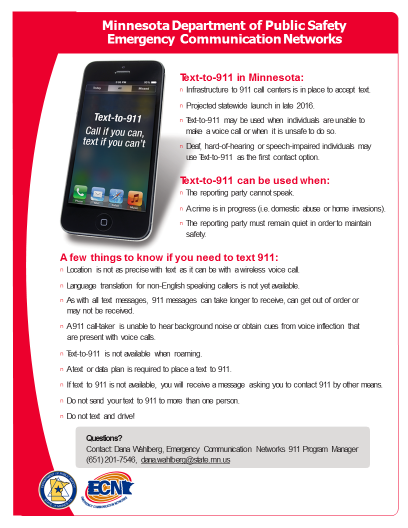 Minnesota Department of Public Safety
Emergency Communication Networks
Text-to-911
Call if you can,
text if you can't
Text-to-911 in Minnesota:
Infrastructure to 911 call centers is in place to accept text.
Projected statewide launch in late 2016.
Text-to-911 may be used when individuals are unable to
make a voice call or when it is unsafe to do so.
Deaf, hard-of-hearing or speech-impaired individuals may
use Text-to-911 as the first contact option.
Text-to-911 can be used when:
The reporting party cannot speak.
A crime is in progress (i.e. domestic abuse or home invasions).
The reporting party must remain quiet in order to maintain
safety.
A few things to know if you need to text 911:
Location is not as precise with text as it can be with a wireless voice call.
Language translation for non-English speaking callers is not yet available.
As with all text messages, 911 messages can take longer to receive, can get out of order or
may not be received.
A 911 call-taker is unable to hear background noise or obtain cues from voice inflection that
are present with voice calls.
Text-to-911 is not available when roaming.
A text or data plan is required to place a text to 911.
If text to 911 is not available, you will receive a message asking you to contact 911 by other means.
Do not send your text to 911 to more than one person.
Do not text and drive!
Questions?
Contact: Dana Wahlberg, Emergency Communication Networks 911 Program Manager
(651) 201-7546, dana.wahlberg@state.mn.us
ECN